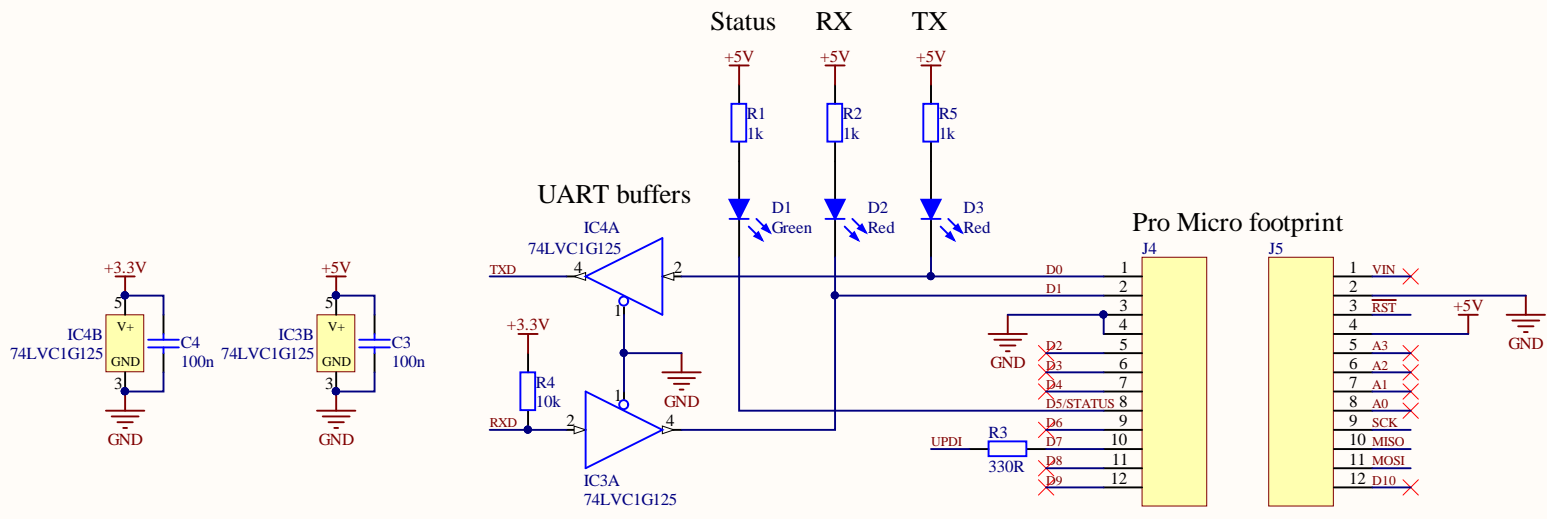 Status RX TX
+5V +5V +5V
R1 1k
R2 1k
R5 1k
UART buffers
D1 Green
D2 Red
D3 Red
IC4A
74LVC1G125
TXD 4 2
1
+3.3V
R4
10k
GND
1
RXD 2 4
IC3A
74LVC1G125
+3.3V
5
V+
IC4B
74LVC1G125
GND
3
C4
100n
GND
+5V
5
V+
IC3B
74LVC1G125
GND
3
C3
100n
GND
Pro Micro footprint
J4
D0 1
D1 2
3
GND 4
D2 5
D3 6
D4 7
D5/STATUS 8
D6 9
UPDI R3 330R D7 10
D8 11
D9 12
J5
1 VIN
2
3 RST
4 +5V
GND
5 A3
6 A2
7 A1
8 A0
9 SCK
10 MISO
11 MOSI
12 D10